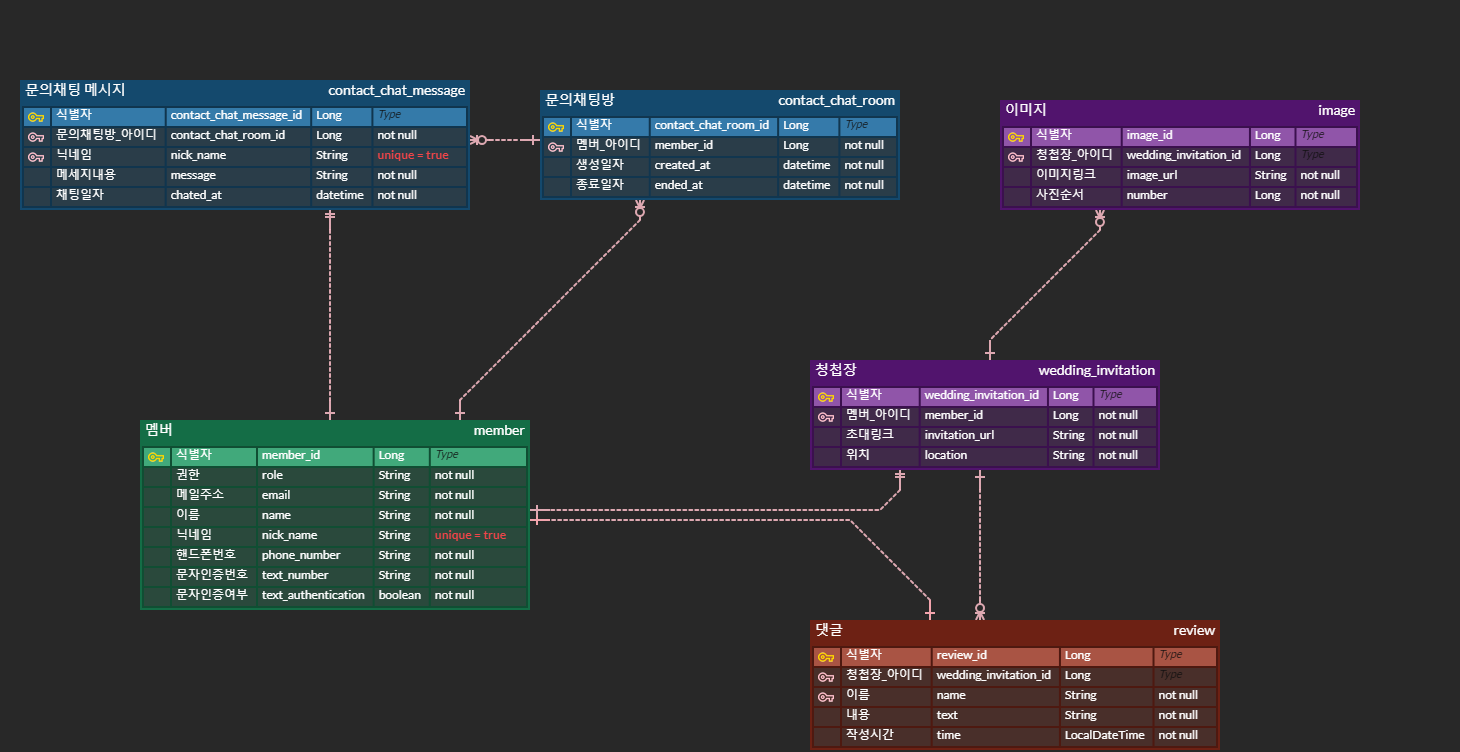 문의채팅 메시지 contact_chat_message
식별자 contact_chat_message_id Long Type
문의채팅방_아이디 contact_chat_room_id Long not null
닉네임 nick_name String unique = true
메세지내용 message String not null
채팅일자 chated_at datetime not null
문의채팅방 contact_chat_room
식별자 contact_chat_room_id Long Type
멤버_아이디 member_id Long not null
생성일자 created_at datetime not null
종료일자 ended_at datetime not null
이미지 image
식별자 image_id Long Type
청첩장_아이디 wedding_invitation_id Long Type
이미지링크 image_url String not null
사진순서 number Long not null
청첩장 wedding_invitation
식별자 wedding_invitation_id Long Type
멤버_아이디 member_id Long not null
초대링크 invitation_url String not null
위치 location String not null
멤버 member
식별자 member_id Long Type
권한 role String not null
메일주소 email String not null
이름 name String not null
닉네임 nick_name String unique = true
핸드폰번호 phone_number String not null
문자인증번호 text_number String not null
문자인증여부 text_authentication boolean not null
댓글 review
식별자 review_id Long Type
청첩장_아이디 wedding_invitation_id Long Type
이름 name String not null
내용 text String not null
작성시간 time LocalDateTime not null